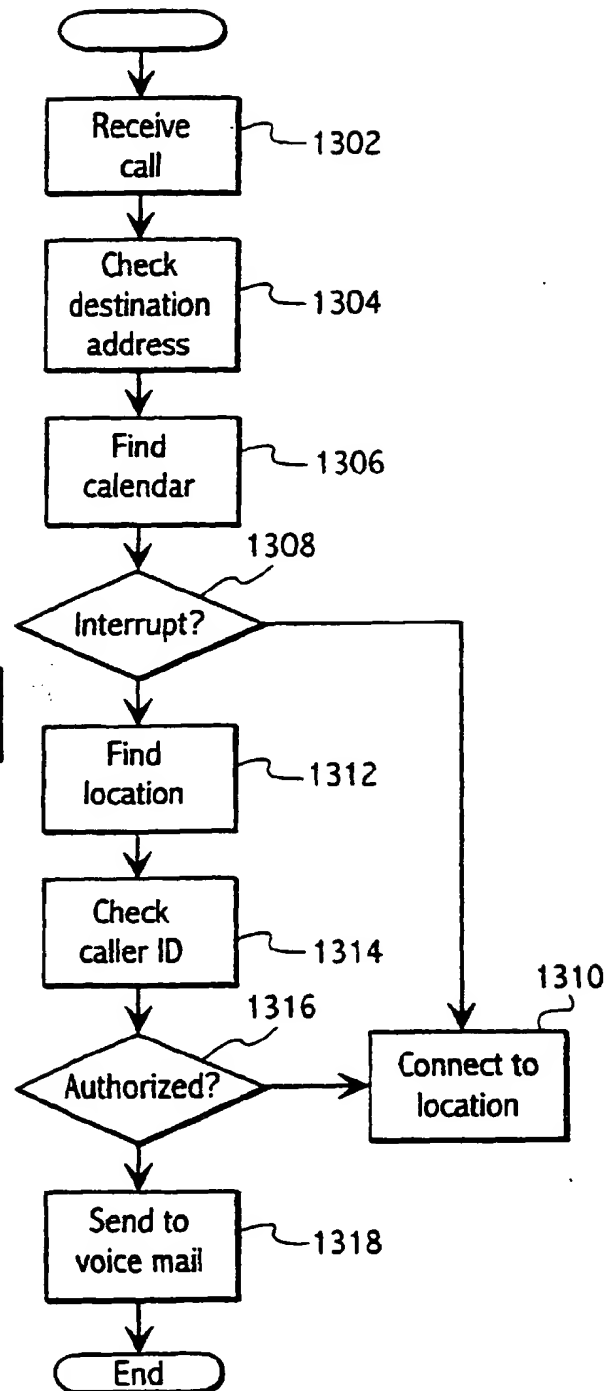 Receive
call
1302
Check
destination
address
1304
Find
calendar
1306
1308
Interrupt?
Find
location
1312
Check
caller ID
1314
1316
Authorized?
1310
Connect to
location
Send to
voice mail
1318
End